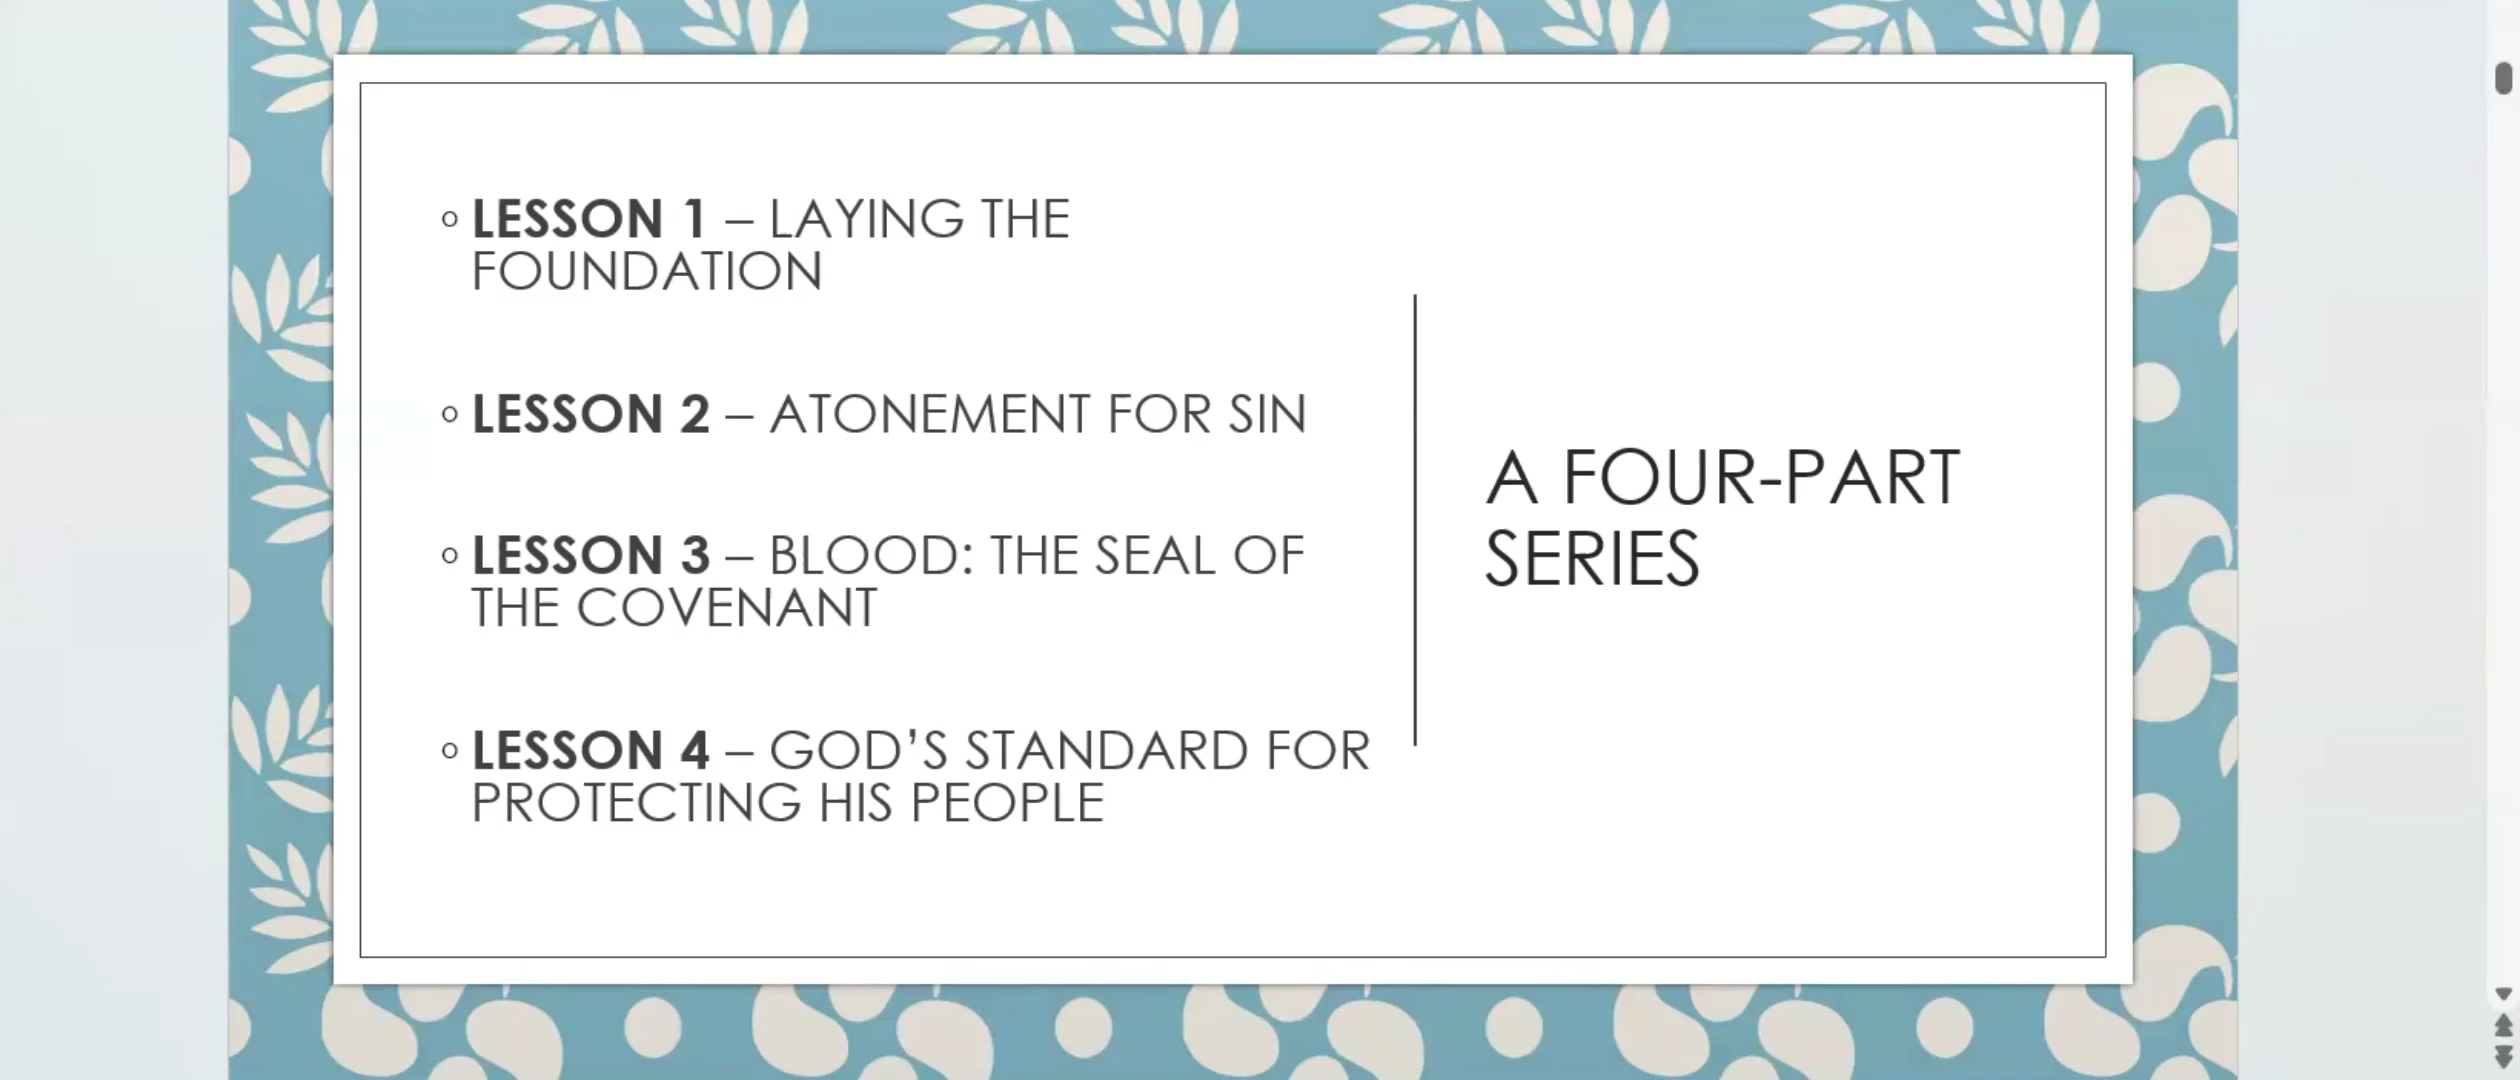 ○ LESSON 1 – LAYING THE
FOUNDATION
○ LESSON 2 – ATONEMENT FOR SIN
○ LESSON 3 – BLOOD: THE SEAL OF
THE COVENANT
○ LESSON 4 – GOD’S STANDARD FOR
PROTECTING HIS PEOPLE
A FOUR-PART
SERIES